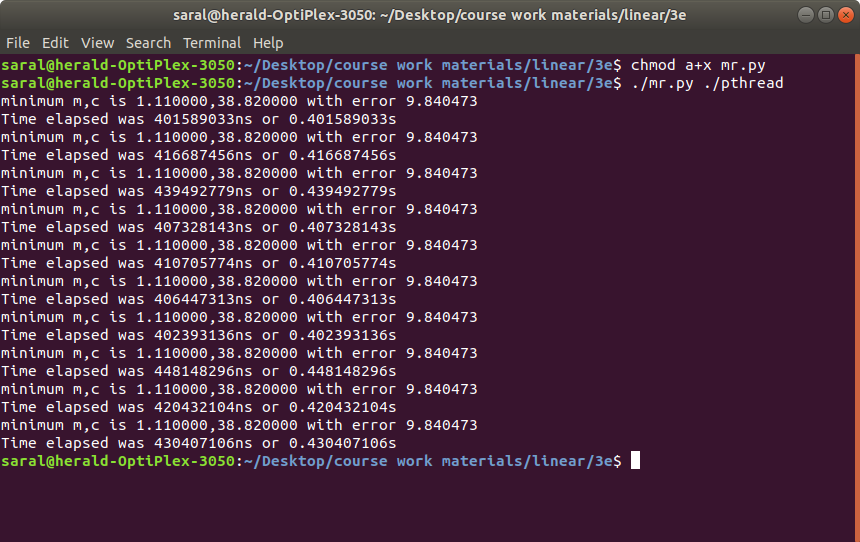 saral@herald-OptiPlex-3050: ~/Desktop/course work materials/linear/3e
File Edit View Search Terminal Help
saral@herald-OptiPlex-3050:~/Desktop/course work materials/linear/3e$ chmod a+x mr.py
saral@herald-OptiPlex-3050:~/Desktop/course work materials/linear/3e$ ./mr.py ./pthread
minimum m,c is 1.110000,38.820000 with error 9.840473
Time elapsed was 401589033ns or 0.401589033s
minimum m,c is 1.110000,38.820000 with error 9.840473
Time elapsed was 416687456ns or 0.416687456s
minimum m,c is 1.110000,38.820000 with error 9.840473
Time elapsed was 439492779ns or 0.439492779s
minimum m,c is 1.110000,38.820000 with error 9.840473
Time elapsed was 407328143ns or 0.407328143s
minimum m,c is 1.110000,38.820000 with error 9.840473
Time elapsed was 410705774ns or 0.410705774s
minimum m,c is 1.110000,38.820000 with error 9.840473
Time elapsed was 406447313ns or 0.406447313s
minimum m,c is 1.110000,38.820000 with error 9.840473
Time elapsed was 402393136ns or 0.402393136s
minimum m,c is 1.110000,38.820000 with error 9.840473
Time elapsed was 448148296ns or 0.448148296s
minimum m,c is 1.110000,38.820000 with error 9.840473
Time elapsed was 420432104ns or 0.420432104s
minimum m,c is 1.110000,38.820000 with error 9.840473
Time elapsed was 430407106ns or 0.430407106s
saral@herald-OptiPlex-3050:~/Desktop/course work materials/linear/3e$